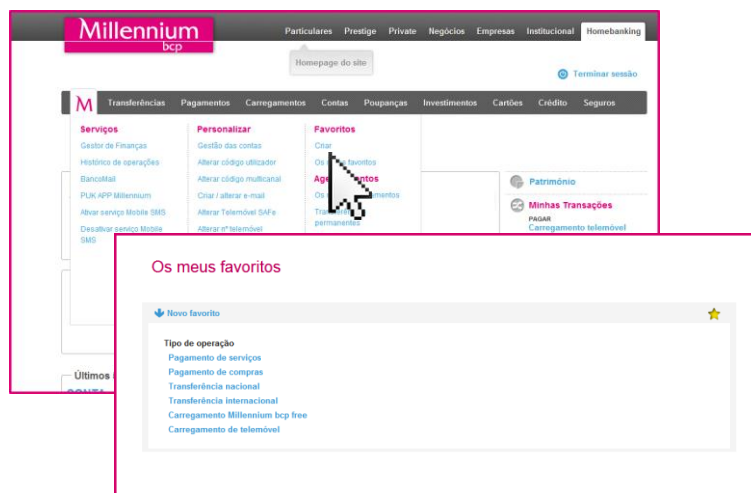 Millennium
bcp
Particulares Prestige Private Negócios Empresas Institucional Homebanking
Homepage do site
Terminar sessão
M Transferências Pagamentos Carregamentos Contas Poupanças Investimentos Cartões Crédito Seguros
Serviços
Gestor de Finanças
Histórico de operações
BancoMail
PUK APP Millennium
Ativar serviço Mobile SMS
Desativar serviço Mobile
SMS
Personalizar
Gestão das contas
Alterar código utilizador
Alterar código multicanal
Criar / alterar e-mail
Alterar Telemóvel SAFe
Alterar nº telemóvel
Favoritos
Criar
Os favoritos
Os
permanentes
Património
Minhas Transações
PAGAR
Carregamento telemóvel
Últimos
Os meus favoritos
Novo favorito
Tipo de operação
Pagamento de serviços
Pagamento de compras
Transferência nacional
Transferência internacional
Carregamento Millennium bcp free
Carregamento de telemóvel